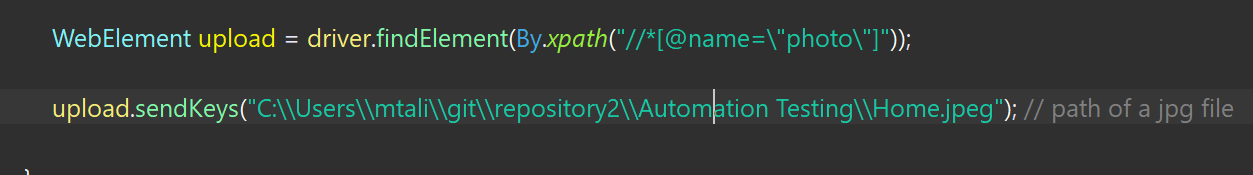 WebElement upload = driver.findElement(By.xpath("//*[@name=\"photo\"]"));
upload.sendKeys("C:\\Users\\mtali\\git\\repository2\\Automation Testing\\Home.jpeg"); // path of a jpg file
}